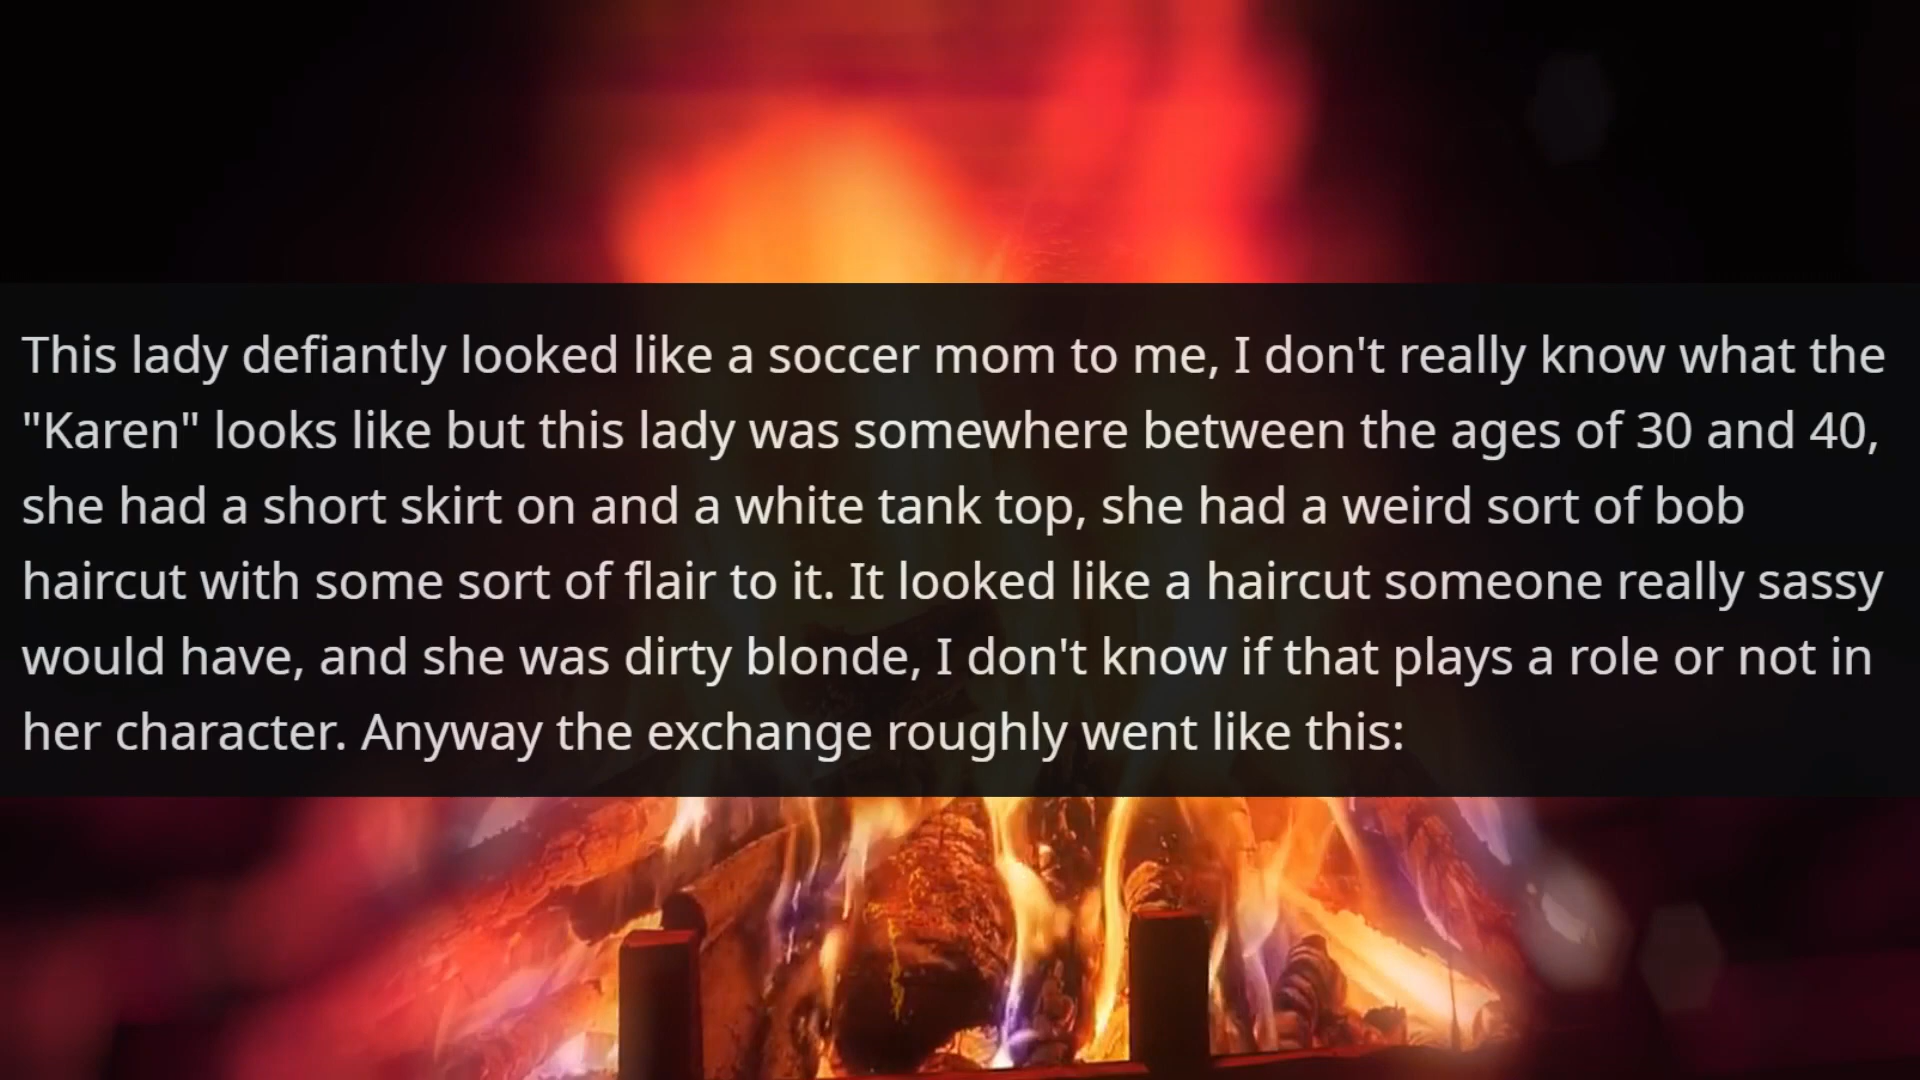 This lady defiantly looked like a soccer mom to me, I don't really know what the
"Karen" looks like but this lady was somewhere between the ages of 30 and 40,
she had a short skirt on and a white tank top, she had a weird sort of bob
haircut with some sort of flair to it. It looked like a haircut someone really sassy
would have, and she was dirty blonde, I don't know if that plays a role or not in
her character. Anyway the exchange roughly went like this: